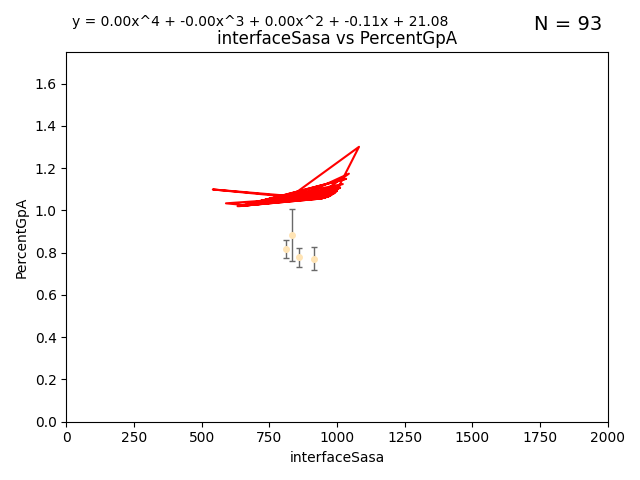 y = 0.00x^4 + -0.00x^3 + 0.00x^2 + -0.11x + 21.08
N = 93
interfaceSasa vs PercentGpA
PercentGpA
1.6
1.4
1.2
1.0
0.8
0.6
0.4
0.2
0.0
0 250 500 750 1000 1250 1500 1750 2000
interfaceSasa